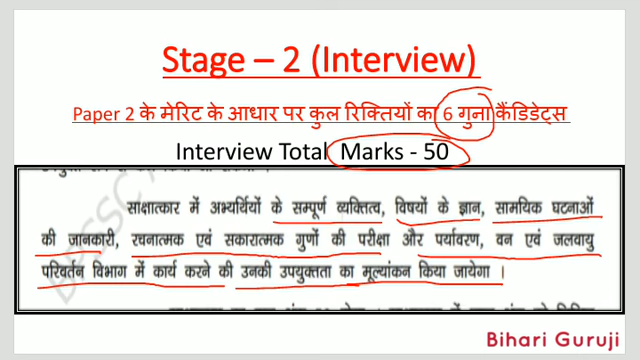 Stage – 2 (Interview)
Paper 2 के मेरिट के आधार पर कुल रिक्तियों का 6 गुना कैंडिडेट्स
Interview Total Marks - 50
साक्षात्कार में अभ्यर्थियों के सम्पूर्ण व्यक्तित्व, विषयों के ज्ञान, सामयिक घटनाओं
की जानकारी, रचनात्मक एवं सकारात्मक गुणों की परीक्षा और पर्यावरण, वन एवं जलवायु
परिवर्तन विभाग में कार्य करने की उनकी उपयुक्तता का मूल्यांकन किया जायेगा ।
Bihari Guruji